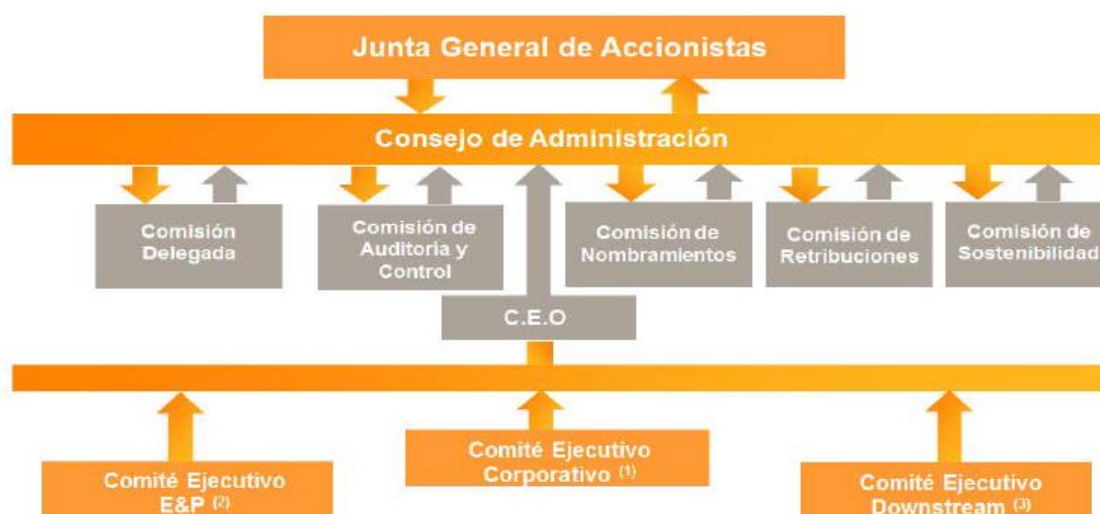 Junta General de Accionistas
Consejo de Administración
Comisión
Delegada
Comisión de
Auditoría y
Control
Comisión de
Nombramientos
Comisión de
Retribuciones
Comisión de
Sostenibilidad
C.E.O
Comité Ejecutivo
E&P (2)
Comité Ejecutivo
Corporativo (1)
Comité Ejecutivo
Downstream (3)